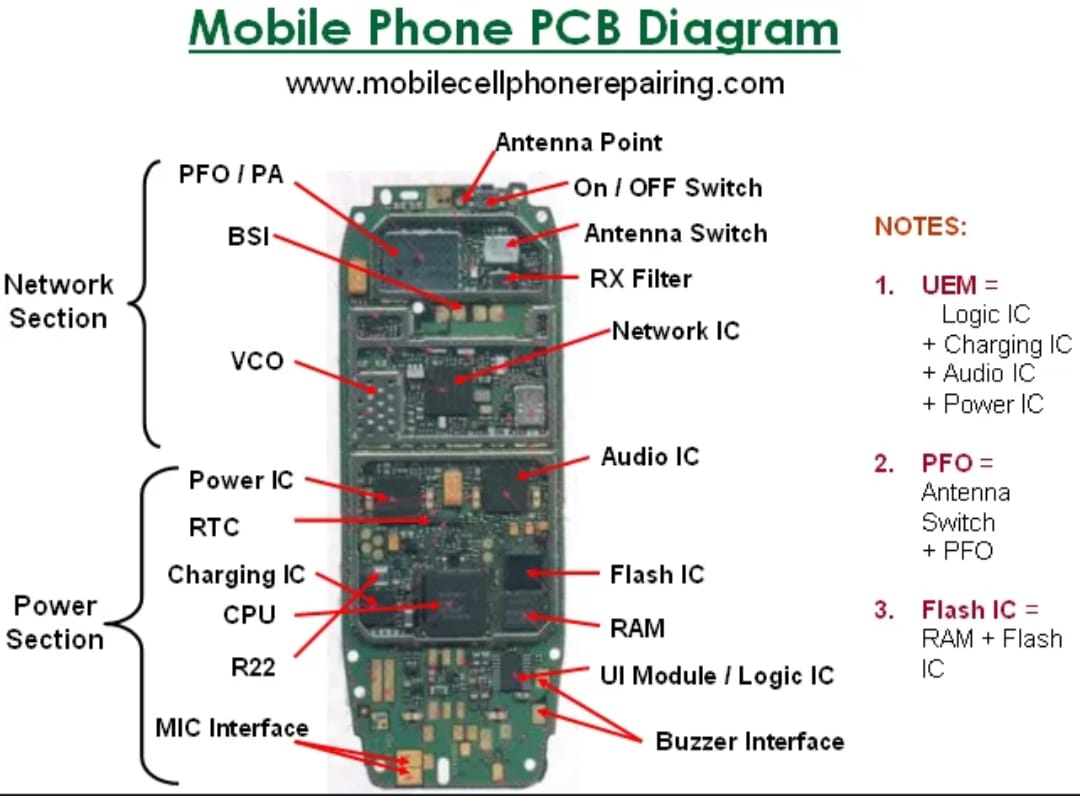 Mobile Phone PCB Diagram
www.mobilecellphonerepairing.com
Antenna Point
PFO / PA
On / OFF Switch
BSI
Antenna Switch
RX Filter
Network
Section
Network IC
VCO
Audio IC
Power IC
RTC
Charging IC
Flash IC
CPU
RAM
Power
Section
R22
UI Module / Logic IC
MIC Interface
Buzzer Interface
NOTES:
1. UEM =
Logic IC
+ Charging IC
+ Audio IC
+ Power IC
2. PFO =
Antenna
Switch
+ PFO
3. Flash IC =
RAM + Flash
IC